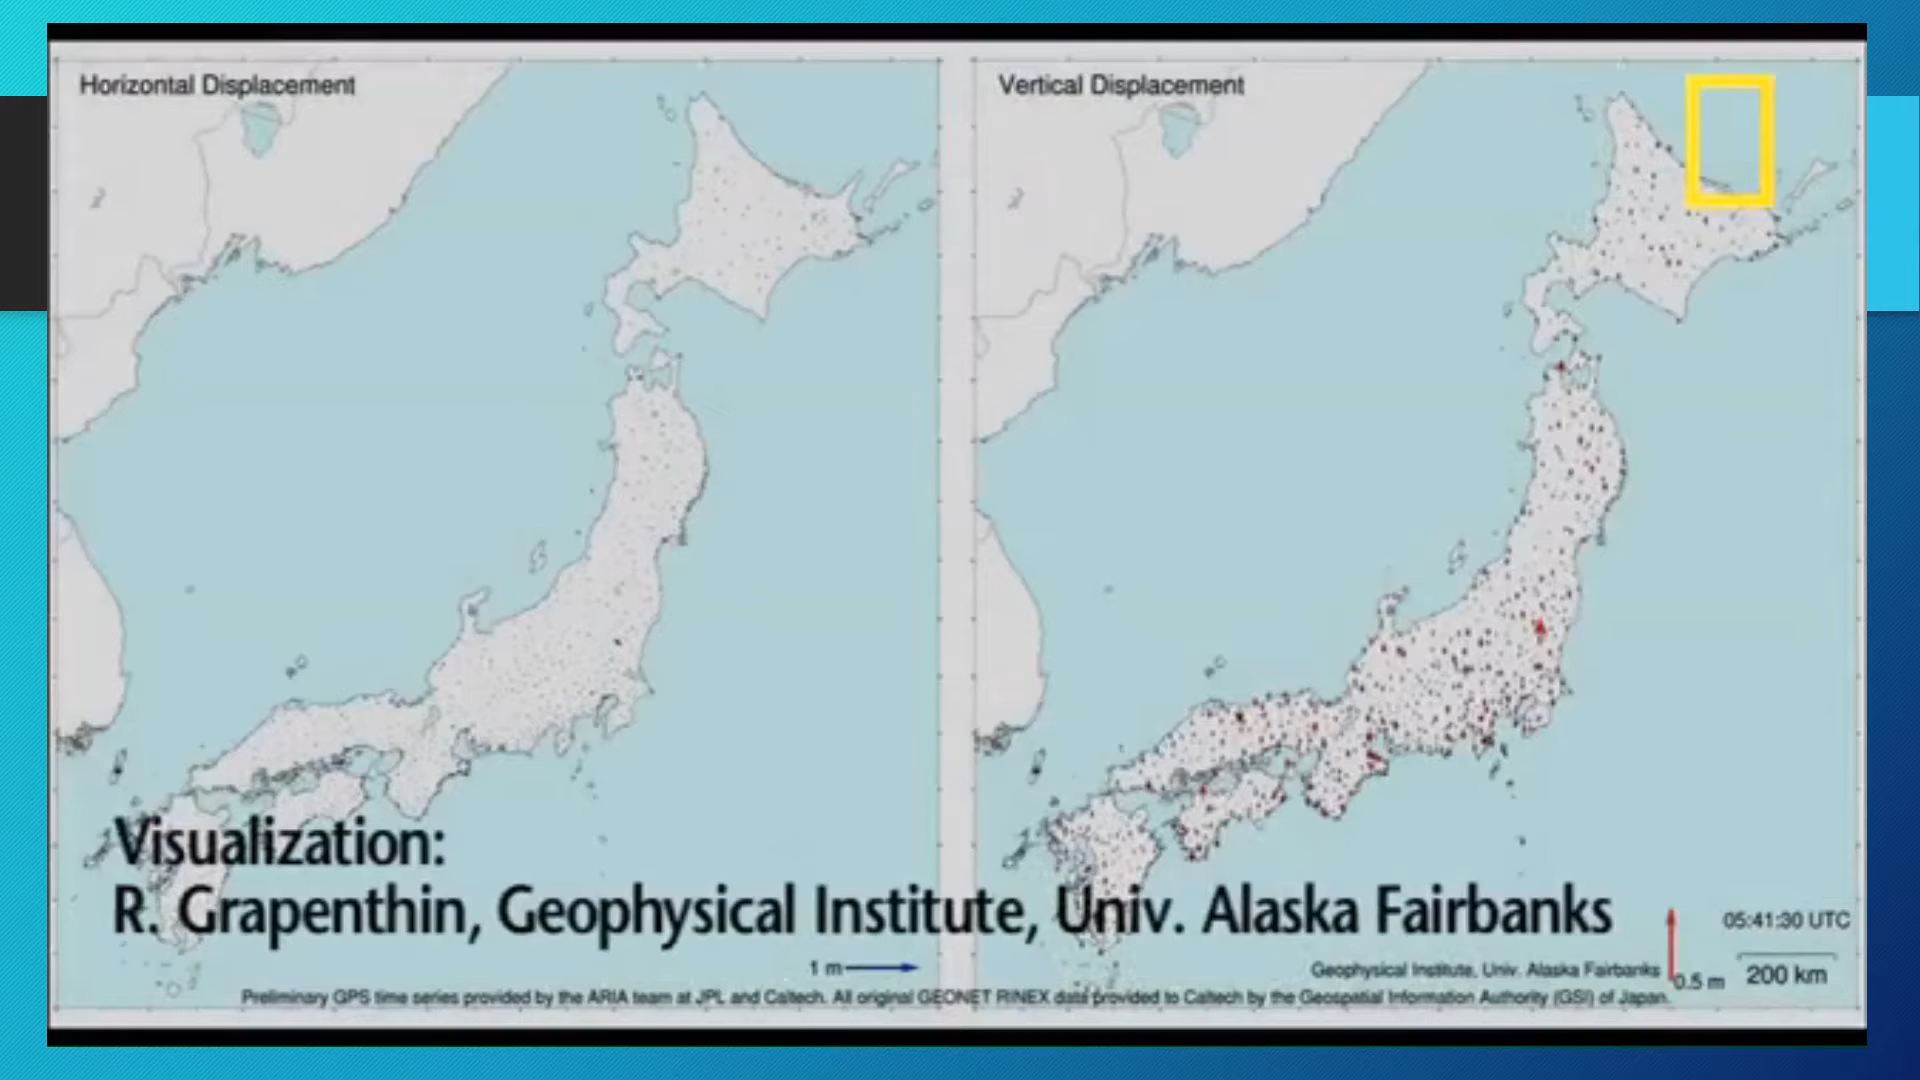 Horizontal Displacement
Vertical Displacement
Visualization:
R. Grapenthin, Geophysical Institute, Univ. Alaska Fairbanks
05:41:30 UTC
1 m
Geophysical Institute, Univ. Alaska Fairbanks
0.5 m
200 km
Preliminary GPS time series provided by the ARIA team at JPL and Caltech. All original GEONET RINEX data provided to Caltech by the Geospatial Information Authority (GSI) of Japan.